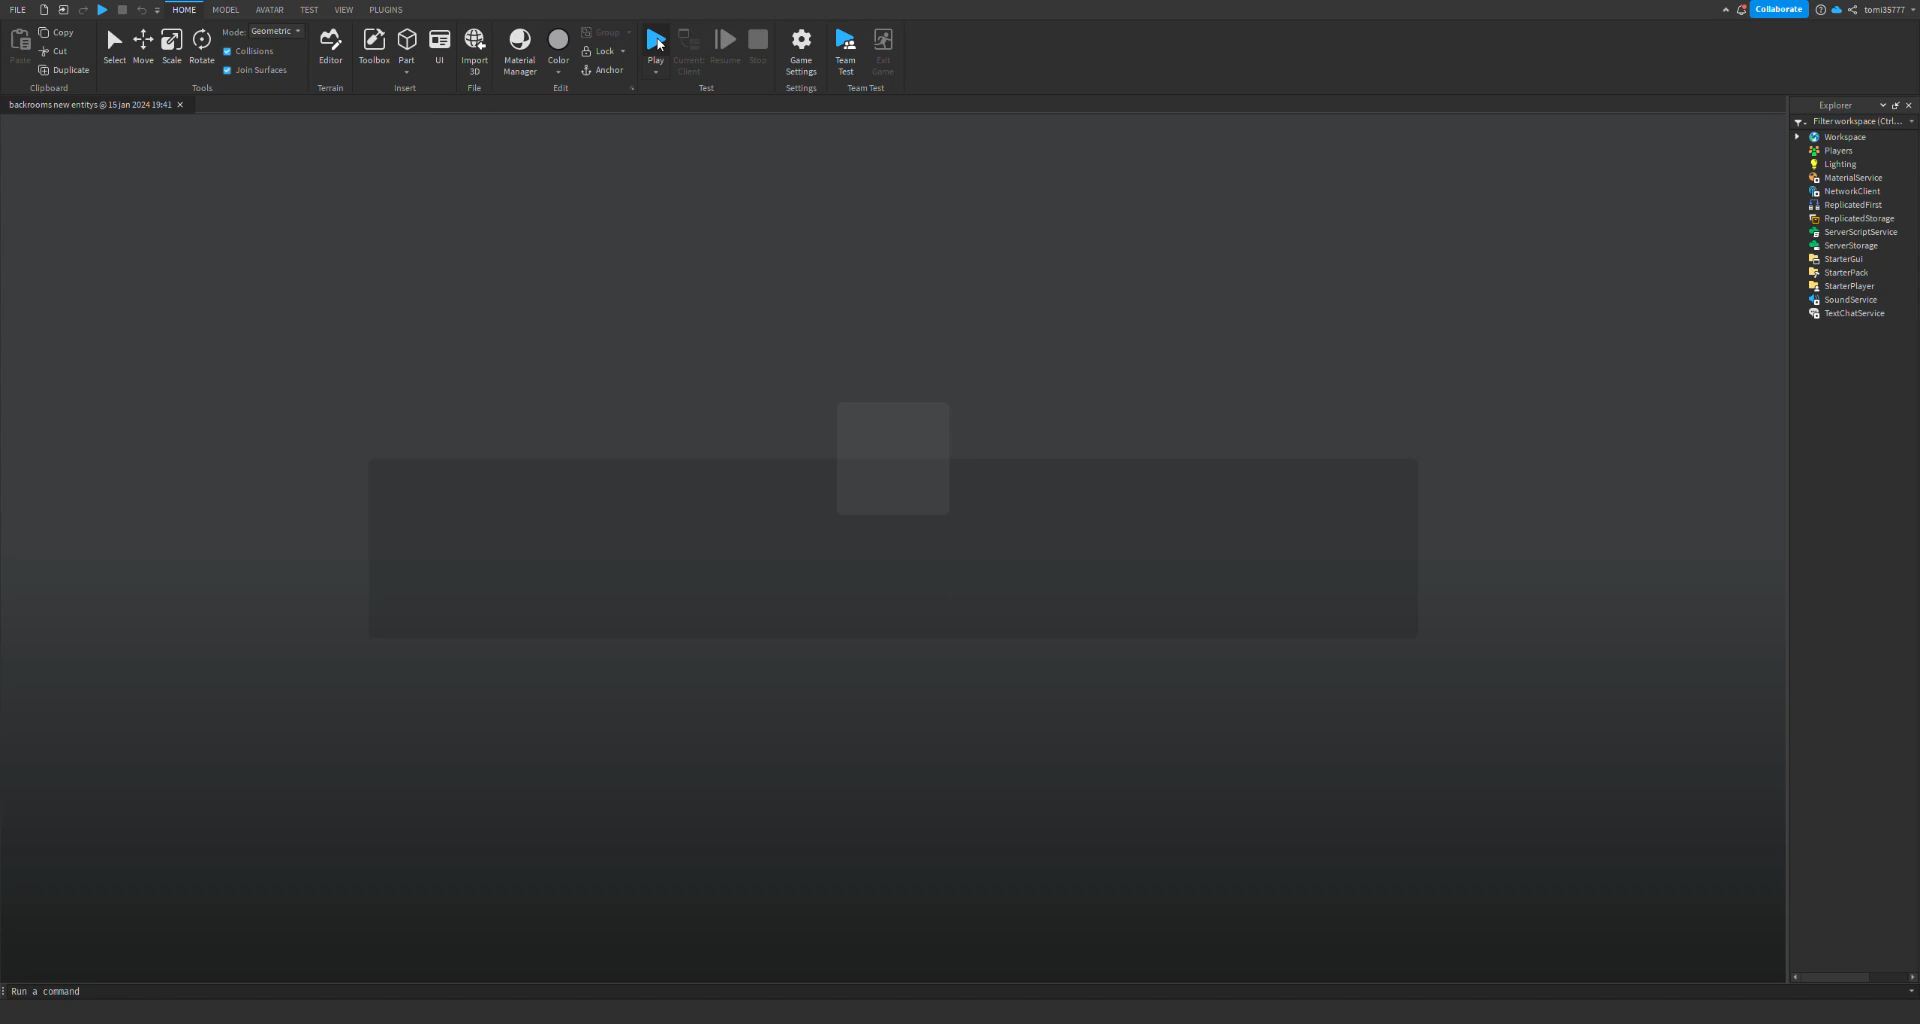 FILE HOME MODEL AVATAR TEST VIEW PLUGINS Collaborate tomi35777
Paste Copy Cut Duplicate
Clipboard
Select Move Scale Rotate
Mode: Geometric
Collisions
Join Surfaces
Tools
Editor
Terrain
Toolbox Part UI
Insert
Import 3D
File
Material Manager Color
Group
Lock
Anchor
Edit
Play Current: Client Resume Stop
Test
Game Settings
Settings
Team Test Exit Game
Team Test
backrooms new entitys @ 15 jan 2024 19:41
Explorer
Filter workspace (Ctrl...
Workspace
Players
Lighting
MaterialService
NetworkClient
ReplicatedFirst
ReplicatedStorage
ServerScriptService
ServerStorage
StarterGui
StarterPack
StarterPlayer
SoundService
TextChatService
Run a command